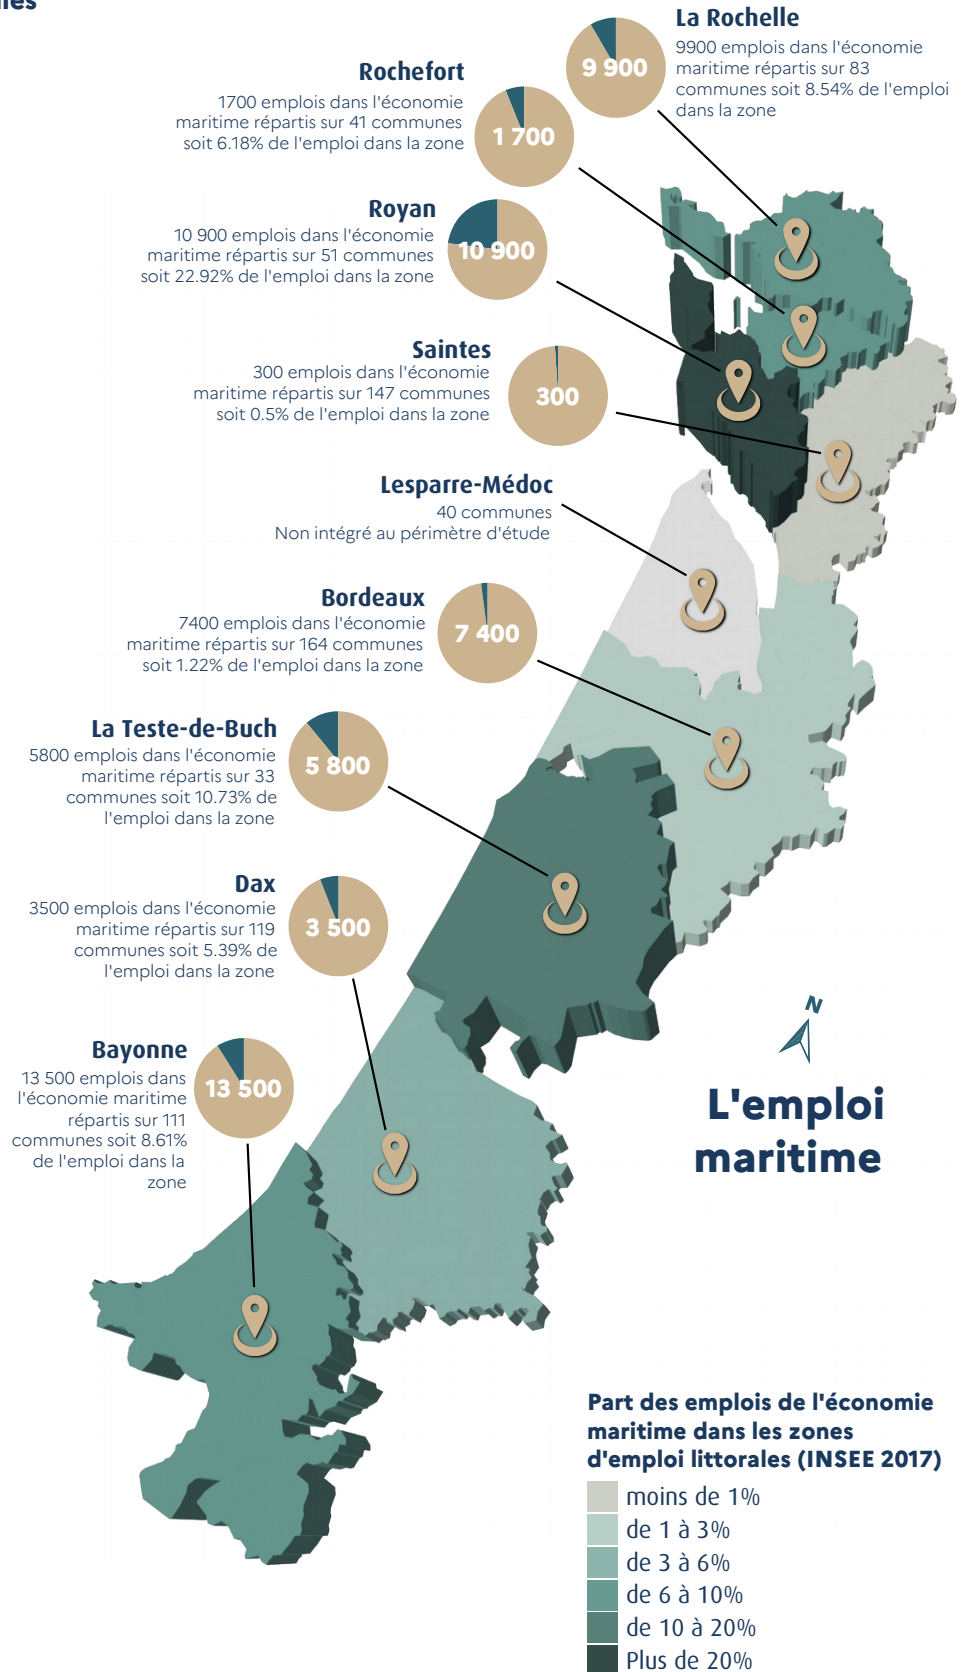 La Rochelle
9900 emplois dans l'économie
maritime répartis sur 83
communes soit 8.54% de l'emploi
dans la zone
9 900
Rochefort
1700 emplois dans l'économie
maritime répartis sur 41 communes
soit 6.18% de l'emploi dans la zone
1 700
Royan
10 900 emplois dans l'économie
maritime répartis sur 51 communes
soit 22.92% de l'emploi dans la zone
10 900
Saintes
300 emplois dans l'économie
maritime répartis sur 147 communes
soit 0.5% de l'emploi dans la zone
300
Lesparre-Médoc
40 communes
Non intégré au périmètre d'étude
Bordeaux
7400 emplois dans l'économie
maritime répartis sur 164 communes
soit 1.22% de l'emploi dans la zone
7 400
La Teste-de-Buch
5800 emplois dans l'économie
maritime répartis sur 33
communes soit 10.73% de
l'emploi dans la zone
5 800
Dax
3500 emplois dans l'économie
maritime répartis sur 119
communes soit 5.39% de
l'emploi dans la zone
3 500
Bayonne
13 500 emplois dans
l'économie maritime
répartis sur 111
communes soit 8.61%
de l'emploi dans la
zone
13 500
N
L'emploi
maritime
Part des emplois de l'économie
maritime dans les zones
d'emploi littorales (INSEE 2017)
moins de 1%
de 1 à 3%
de 3 à 6%
de 6 à 10%
de 10 à 20%
Plus de 20%